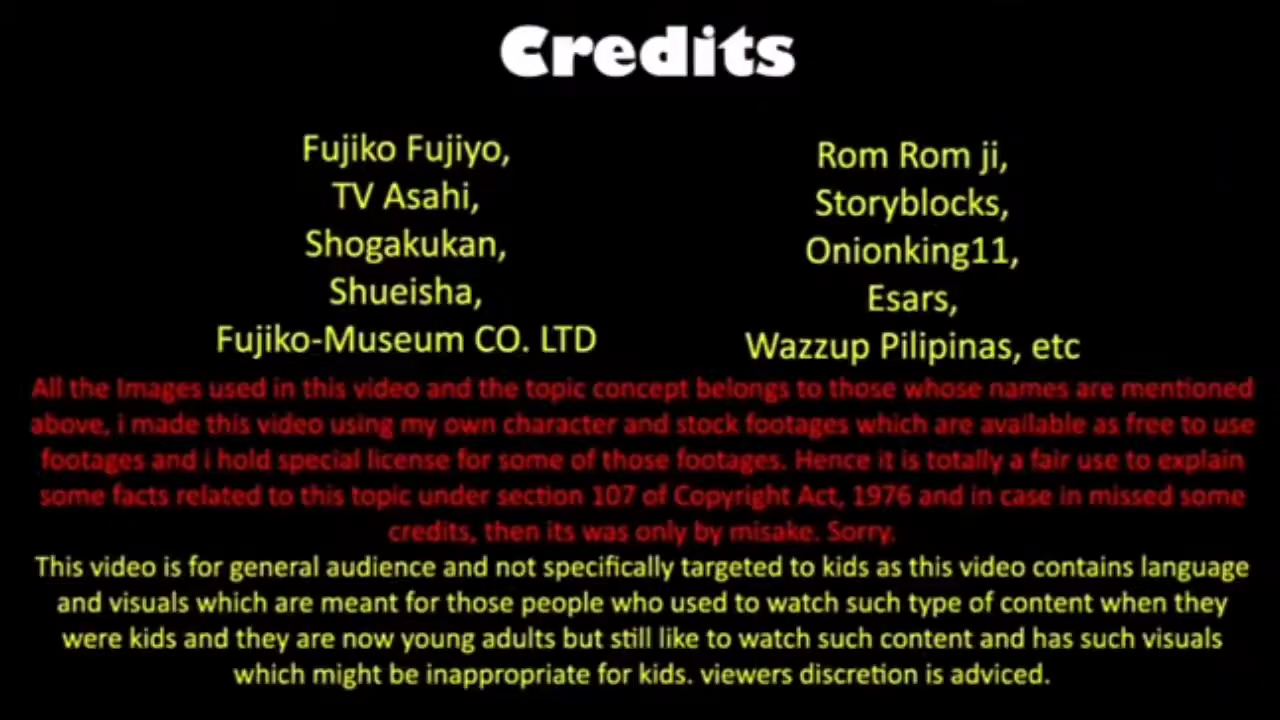 Credits
Fujiko Fujiyo,
TV Asahi,
Shogakukan,
Shueisha,
Fujiko-Museum CO. LTD
Rom Rom ji,
Storyblocks,
Onionking11,
Esars,
Wazzup Pilipinas, etc
All the Images used in this video and the topic concept belongs to those whose names are mentioned
above, i made this video using my own character and stock footages which are available as free to use
footages and i hold special license for some of those footages. Hence it is totally a fair use to explain
some facts related to this topic under section 107 of Copyright Act, 1976 and in case in missed some
credits, then its was only by misake. Sorry.
This video is for general audience and not specifically targeted to kids as this video contains language
and visuals which are meant for those people who used to watch such type of content when they
were kids and they are now young adults but still like to watch such content and has such visuals
which might be inappropriate for kids. viewers discretion is adviced.